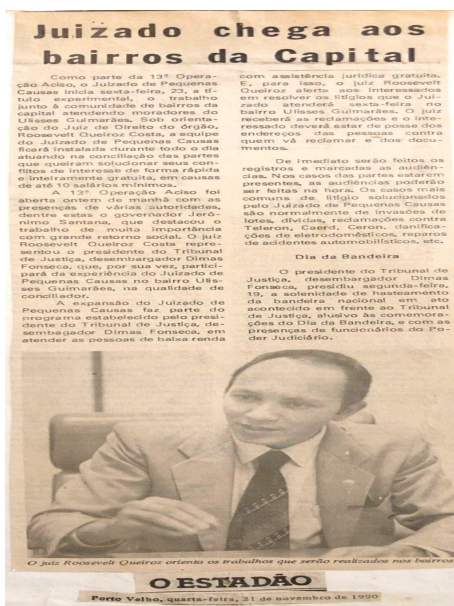 Juizado chega aos
bairros da Capital
Como parte da 13ª Opera-
ção Aciso, o Juizado de Pequenas
Causas inicia sexta-feira, 23, a tí-
tulo experimental, o trabalho
junto à comunidade de bairros da
capital atendendo moradores do
Ulisses Guimarães. Sob orienta-
ção do Juiz de Direito do órgão,
Roosevelt Queiroz Costa, a equipe
do Juizado de Pequenas Causas
ficará instalada durante todo o dia
atuando na conciliação das partes
que queiram solucionar seus con-
flitos de interesse de forma rápida
e inteiramente gratuita, em causas
de até 10 salários mínimos.
A 13ª Operação Aciso foi
aberta ontem de manhã com as
presenças de várias autoridades,
dentre estas o governador Jerô-
nimo Santana, que destacou o
trabalho de muita importância
com grande retorno social. O juiz
Roosevelt Queiroz Costa repre-
sentou o presidente do Tribunal
de Justiça, desembargador Dimas
Fonseca, que, por sua vez, partici-
pará da experiência do Juizado de
Pequenas Causas no bairro Ulis-
ses Guimarães, na qualidade de
conciliador.
A expansão do Juizado de
Pequenas Causas faz parte do
programa estabelecido pelo presi-
dente do Tribunal de Justiça, de-
sembagador Dimas Fonseca, em
atender as pessoas de baixa renda
com assistência jurídica gratuita.
E, para isso, o juiz Roosevelt
Queiroz alerta aos interessados
em resolver os litígios que o Jui-
zado atenderá sexta-feira no
bairro Ulisses Guimarães. O juiz
receberá as reclamações e o inte-
ressado deverá estar de posse dos
endereços das pessoas contra
quem vã reclamar e dos docu-
mentos.
De imediato serão feitos os
registros e marcadas as audiên-
cias. Nos casos das partes estarem
presentes, as audiências poderão
ser feitas na hora. Os casos mais
comuns de litígio solucionados
pelo Juizado de Pequenas Causas
são normalmente de invasões de
lotes, dívidas, reclamações contra
Teleron, Caerd, Ceron, danifica-
ções de eletrodomésticos, reparos
de acidentes automobilísticos, etc.
Dia da Bandeira
O presidente do Tribunal de
Justiça, desembargador Dimas
Fonseca, presidiu segunda-feira,
19, a solenidade de hasteamento
da bandeira nacional em ato
acontecido em frente ao Tribunal
de Justiça, alusivo às comemora-
ções do Dia da Bandeira, e com as
presenças de funcionários do Po-
der Judiciário.
O juiz Roosevelt Queiroz orienta os trabalhos que serão realizados nos bairros
O ESTADÃO
Porto Velho, quarta-feira, 21 de novembro de 1990